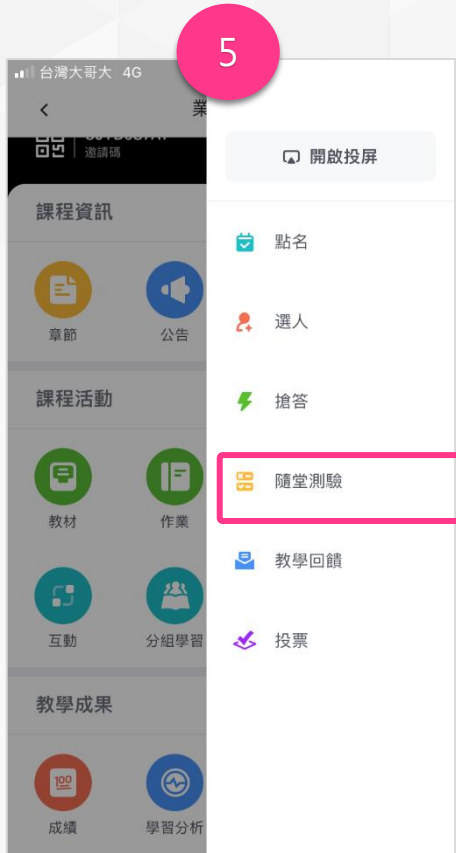 5
台灣大哥大 4G
業
邀請碼
開啟投屏
課程資訊
點名
章節
公告
選人
課程活動
搶答
隨堂測驗
教材
作業
教學回饋
互動
分組學習
投票
教學成果
成績
學習分析